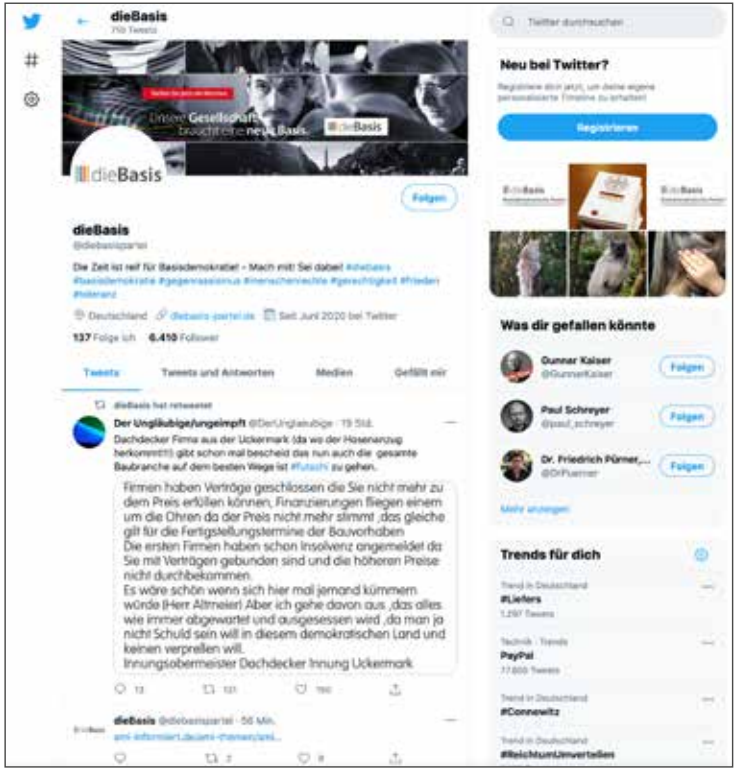 dieBasis
710 Tweets
Twitter durchsuchen
Unsere Gesellschaft
braucht eine neue Basis.
dieBasis
dieBasis
Folgen
dieBasis
@diebasispartei
Die Zeit ist reif für Basisdemokratie! - Mach mit! Sei dabei! #diebasis
#basisdemokratie #gegenrassismus #menschenrechte #gerechtigkeit #frieden
#toleranz
Deutschland diebasis-partei.de Seit Juni 2020 bei Twitter
137 Folge ich 6.410 Follower
Tweets Tweets und Antworten Medien Gefällt mir
dieBasis hat retweetet
Der Ungläubige/ungeimpft @DerUnglaeubige · 19 Std.
Dachdecker Firma aus der Uckermark (da wo der Hosenanzug
herkommt!!!) gibt schon mal bescheid das nun auch die gesamte
Baubranche auf dem besten Wege ist #futschi zu gehen.
Firmen haben Verträge geschlossen die Sie nicht mehr zu
dem Preis erfüllen können, Finanzierungen fliegen einem
um die Ohren da der Preis nicht mehr stimmt ,das gleiche
gilt für die Fertigstellungstermine der Bauvorhaben
Die ersten Firmen haben schon Insolvenz angemeldet da
Sie mit Verträgen gebunden sind und die höheren Preise
nicht durchbekommen.
Es wäre schön wenn sich hier mal jemand kümmern
würde (Herr Altmeier) Aber ich gehe davon aus ,das alles
wie immer abgewartet und ausgesessen wird ,da man ja
nicht Schuld sein will in diesem demokratischen Land und
keinen verprellen will.
Innungsobermeister Dachdecker Innung Uckermark
13 131 190
dieBasis @diebasispartei · 56 Min.
2 9
Neu bei Twitter?
Registriere dich jetzt, um deine eigene
personalisierte Timeline zu erhalten!
Registrieren
dieBasis
dieBasis
Was dir gefallen könnte
Gunnar Kaiser
@GunnarKaiser
Folgen
Paul Schreyer
@paul_schreyer
Folgen
Dr. Friedrich Pürner,...
@DrPuerner
Folgen
Mehr anzeigen
Trends für dich
Trend in Deutschland
#Liefers
1.297 Tweets
Technik · Trends
PayPal
Tweets
Trend in Deutschland
#Connewitz
Trend in Deutschland
#ReichtumUmverteilen